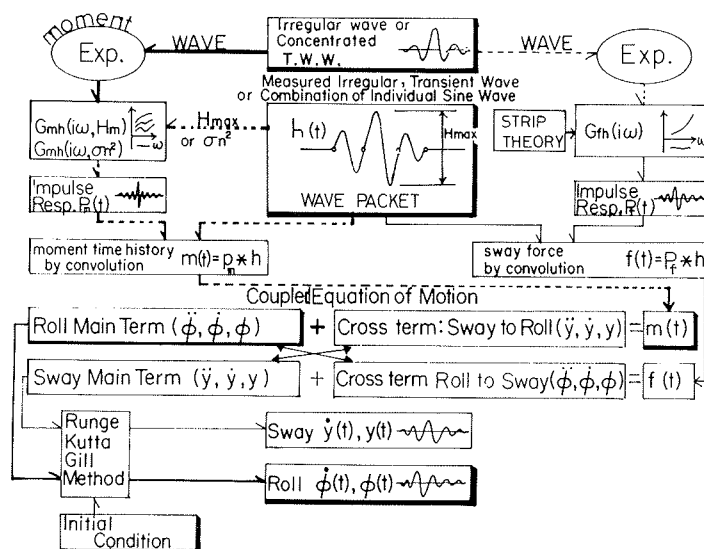 moment
Exp.
WAVE
Irregular wave or
Concentrated
T.W.W.
WAVE
Exp.
Measured Irregular, Transient Wave
or Combination of Individual Sine Wave
Gmh(iω,Hm)
Gmh(iω,σn²)
ω
Hmax
or σn²
h(t)
Hmax
WAVE PACKET
STRIP
THEORY
Gfh(iω)
ω
Impulse
Resp. Pm(t)
Impulse
Resp. Pf(t)
moment time history
by convolution m(t)=pm*h
sway force
by convolution f(t)=Pf*h
Couplet Equation of Motion
Roll Main Term (φ̈, φ̇, φ) + Cross term: Sway to Roll(ÿ, ẏ, y) = m(t)
Sway Main Term (ÿ, ẏ, y) + Cross term Roll to Sway(φ̈, φ̇, φ) = f(t)
Runge
Kutta
Gill
Method
Sway ẏ(t), y(t)
Roll φ̇(t), φ(t)
Initial
Condition